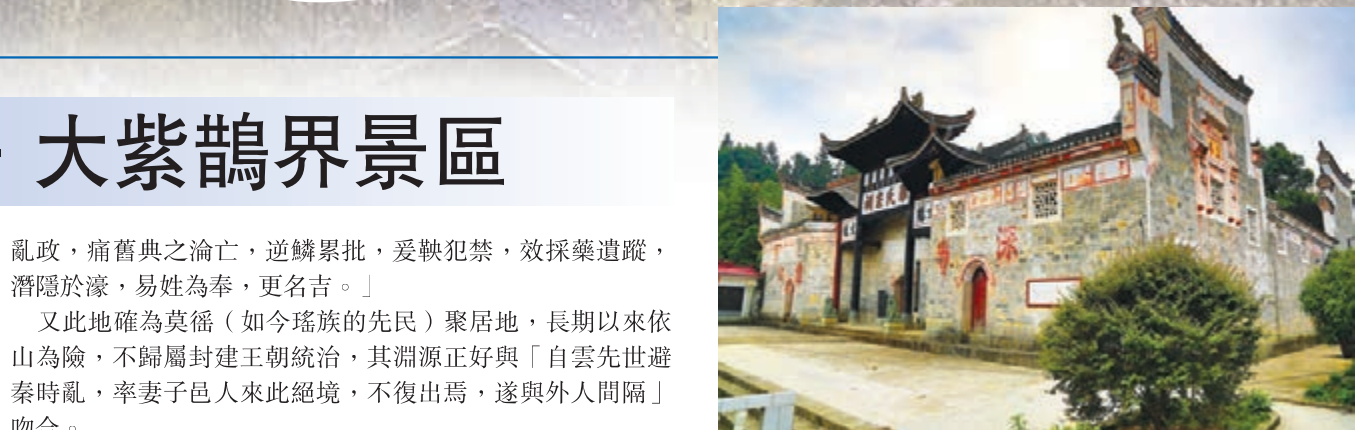 大紫鵲界景區
亂政，痛舊典之淪亡，逆鱗累批，爰鞅犯禁，效採藥遺蹤，
潛隱於濠，易姓為奉，更名吉。」
又此地確為莫徭（如今瑤族的先民）聚居地，長期以來依
山為險，不歸屬封建王朝統治，其淵源正好與「自雲先世避
秦時亂，率妻子邑人來此絕境，不復出焉，遂與外人間隔」
吻合。